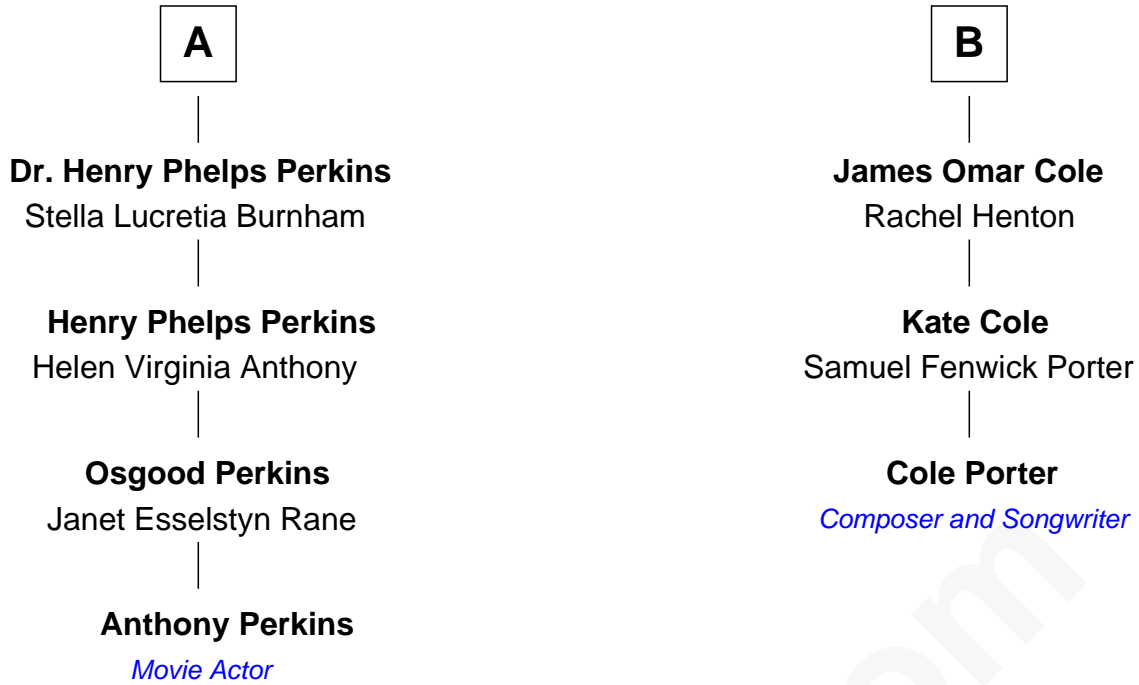 A
Dr. Henry Phelps Perkins
Stella Lucretia Burnham
Henry Phelps Perkins
Helen Virginia Anthony
Osgood Perkins
Janet Esselstyn Rane
Anthony Perkins
Movie Actor
B
James Omar Cole
Rachel Henton
Kate Cole
Samuel Fenwick Porter
Cole Porter
Composer and Songwriter
om